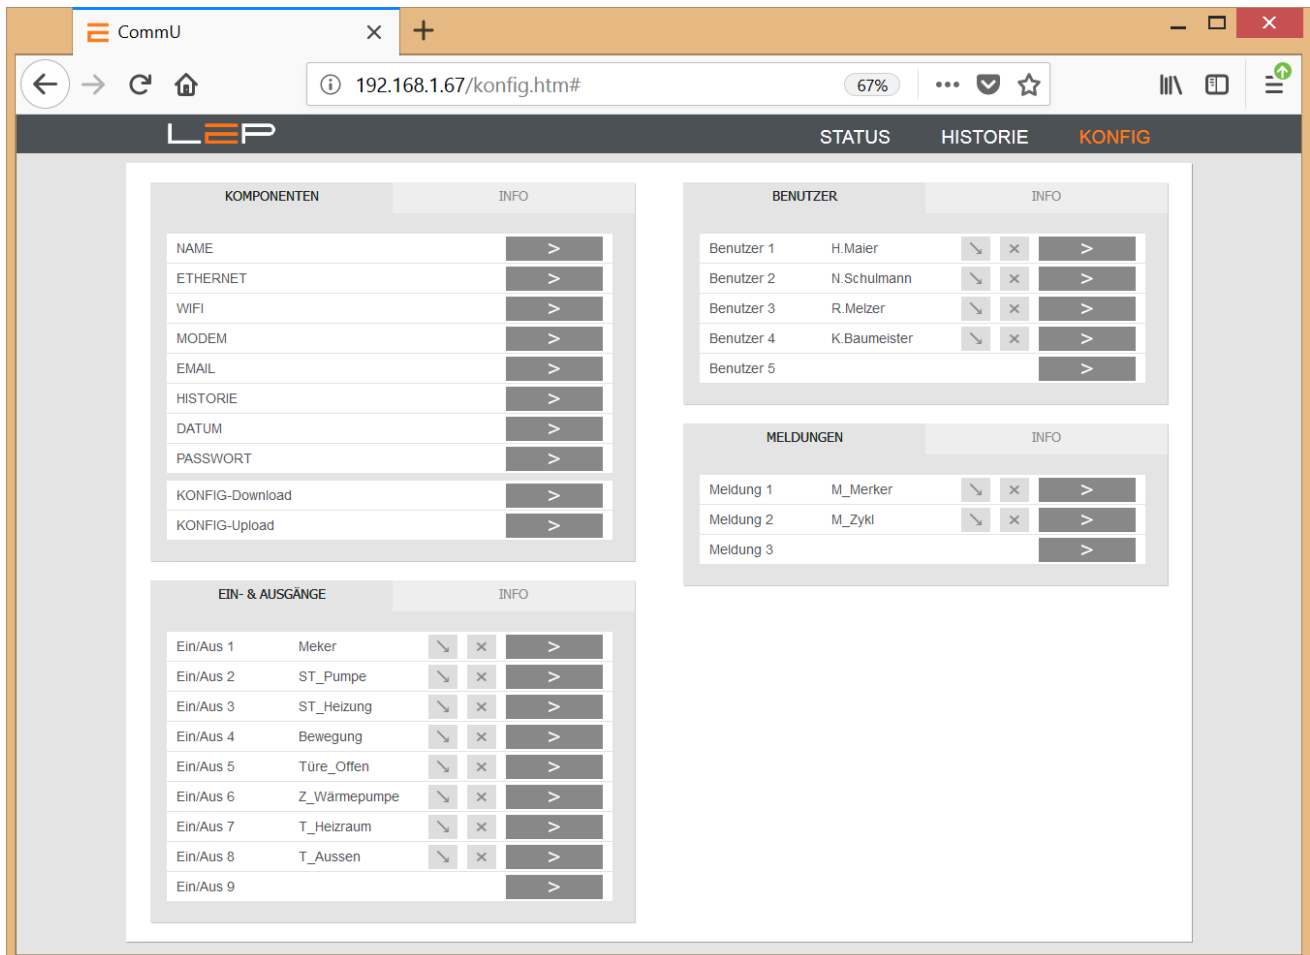 CommU
192.168.1.67/konfig.htm#
67%
LEP
STATUS HISTORIE KONFIG
KOMPONENTEN INFO
NAME >
ETHERNET >
WIFI >
MODEM >
EMAIL >
HISTORIE >
DATUM >
PASSWORT >
KONFIG-Download >
KONFIG-Upload >
EIN- & AUSGÄNGE INFO
Ein/Aus 1 Meker >
Ein/Aus 2 ST_Pumpe >
Ein/Aus 3 ST_Heizung >
Ein/Aus 4 Bewegung >
Ein/Aus 5 Türe_Offen >
Ein/Aus 6 Z_Wärmepumpe >
Ein/Aus 7 T_Heizraum >
Ein/Aus 8 T_Aussen >
Ein/Aus 9 >
BENUTZER INFO
Benutzer 1 H.Maier >
Benutzer 2 N.Schulmann >
Benutzer 3 R.Melzer >
Benutzer 4 K.Baumeister >
Benutzer 5 >
MELDUNGEN INFO
Meldung 1 M_Merker >
Meldung 2 M_Zykl >
Meldung 3 >